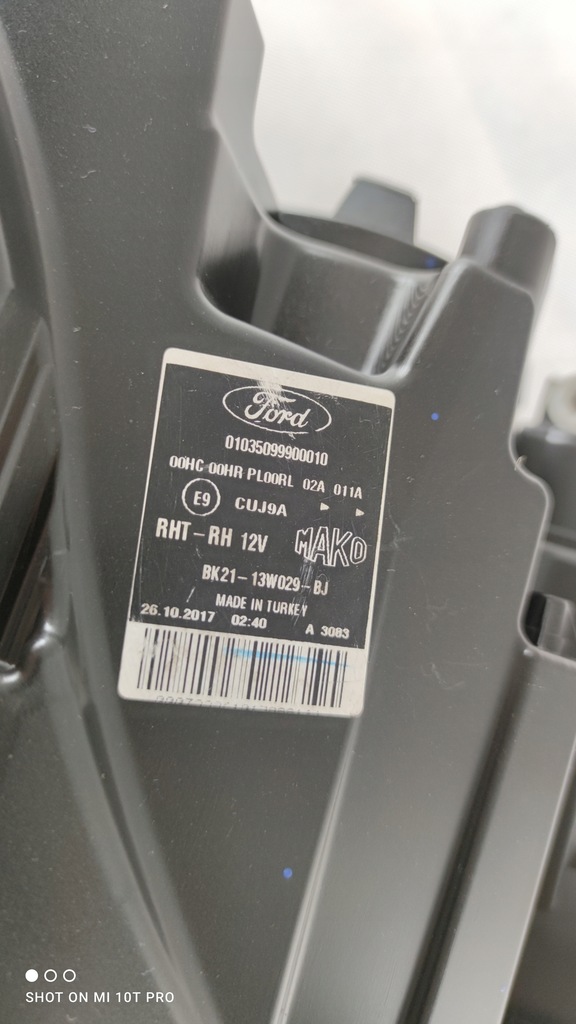 Ford
01035099900010
00HC 00HR PL00RL 02A 011A
E9 CUJ9A
RHT-RH 12V MAKO
BK21-13W029-BJ
MADE IN TURKEY
26.10.2017 02:40 A 3083
SHOT ON MI 10T PRO